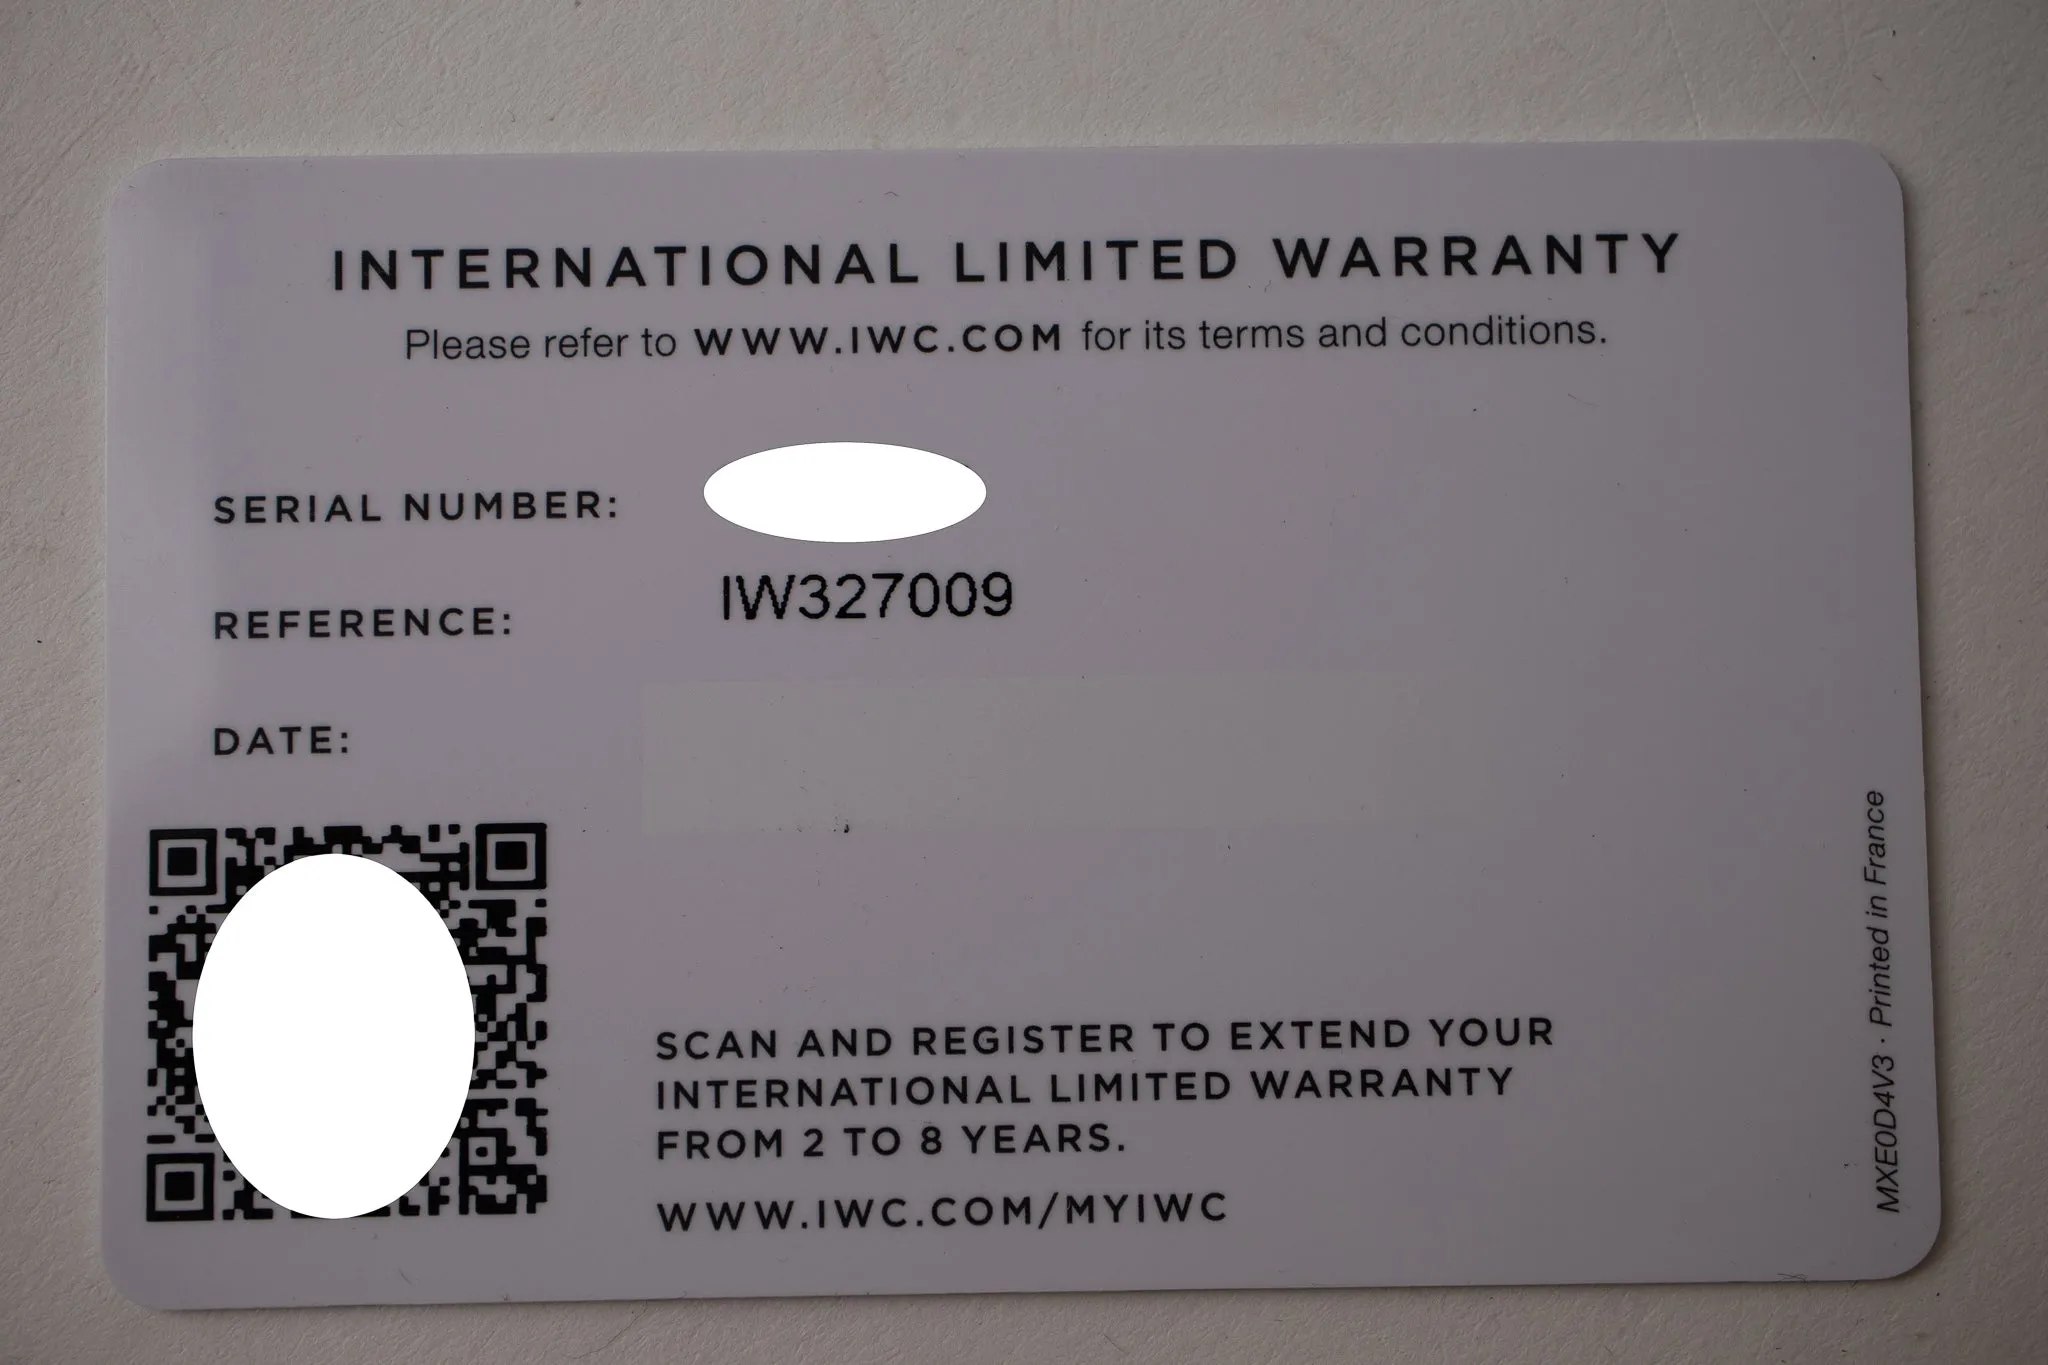 INTERNATIONAL LIMITED WARRANTY
Please refer to WWW.IWC.COM for its terms and conditions.
SERIAL NUMBER:
REFERENCE: IW327009
DATE:
SCAN AND REGISTER TO EXTEND YOUR
INTERNATIONAL LIMITED WARRANTY
FROM 2 TO 8 YEARS.
WWW.IWC.COM/MYIWC
MXE0D4V3 · Printed in France